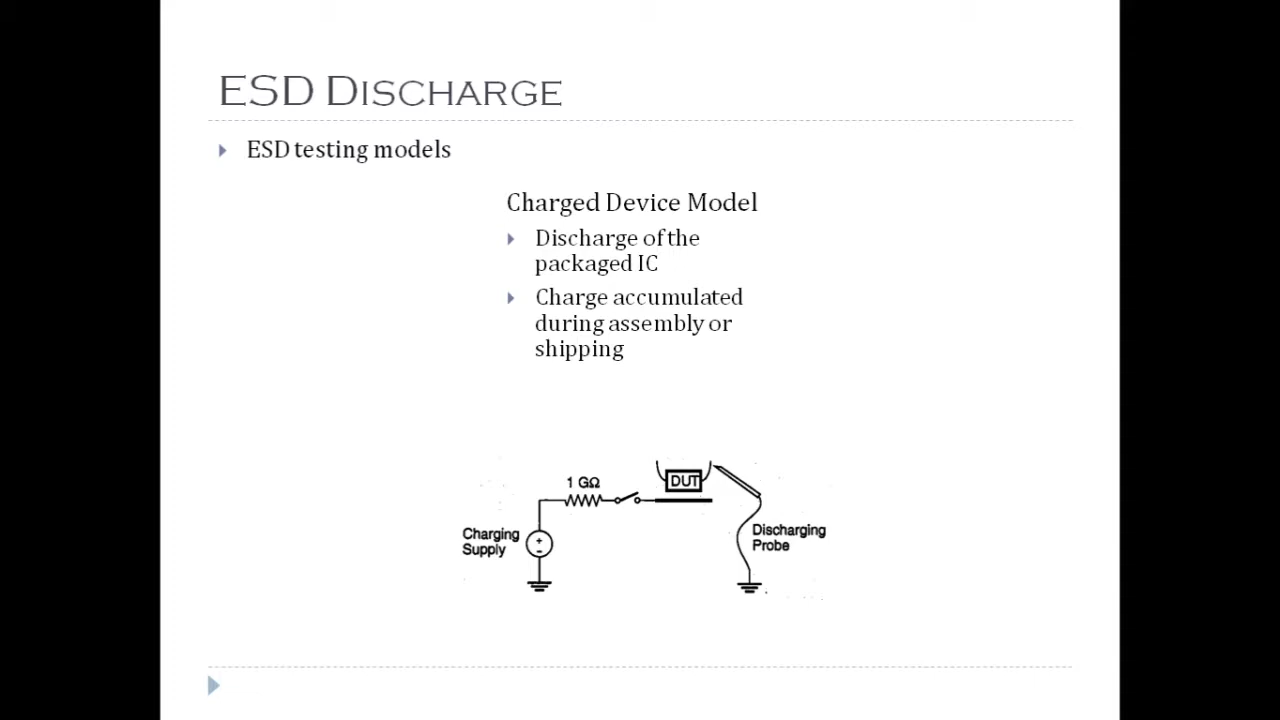 ESD DISCHARGE
ESD testing models
Charged Device Model
Discharge of the
packaged IC
Charge accumulated
during assembly or
shipping
1 GΩ
DUT
Charging
Supply
+
-
Discharging
Probe